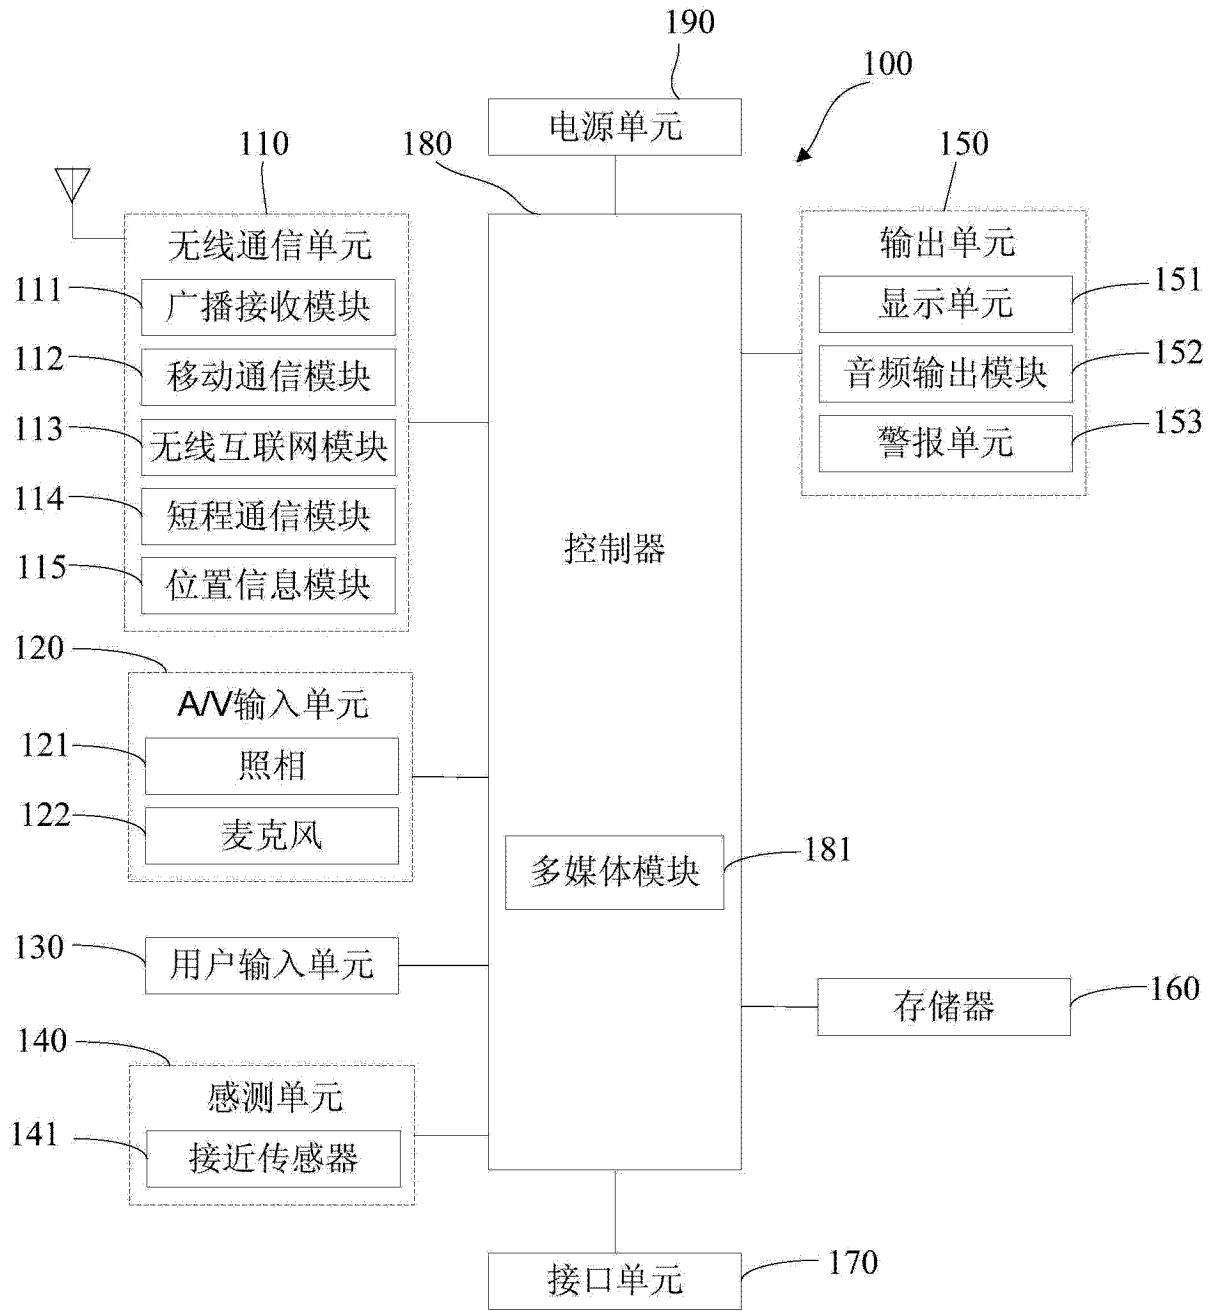 190
100
电源单元
110
180
150
无线通信单元
输出单元
111
广播接收模块
显示单元
151
112
移动通信模块
音频输出模块
152
113
无线互联网模块
警报单元
153
114
短程通信模块
控制器
115
位置信息模块
120
A/V输入单元
121
照相
122
麦克风
多媒体模块
181
130
用户输入单元
存储器
160
140
感测单元
141
接近传感器
接口单元
170